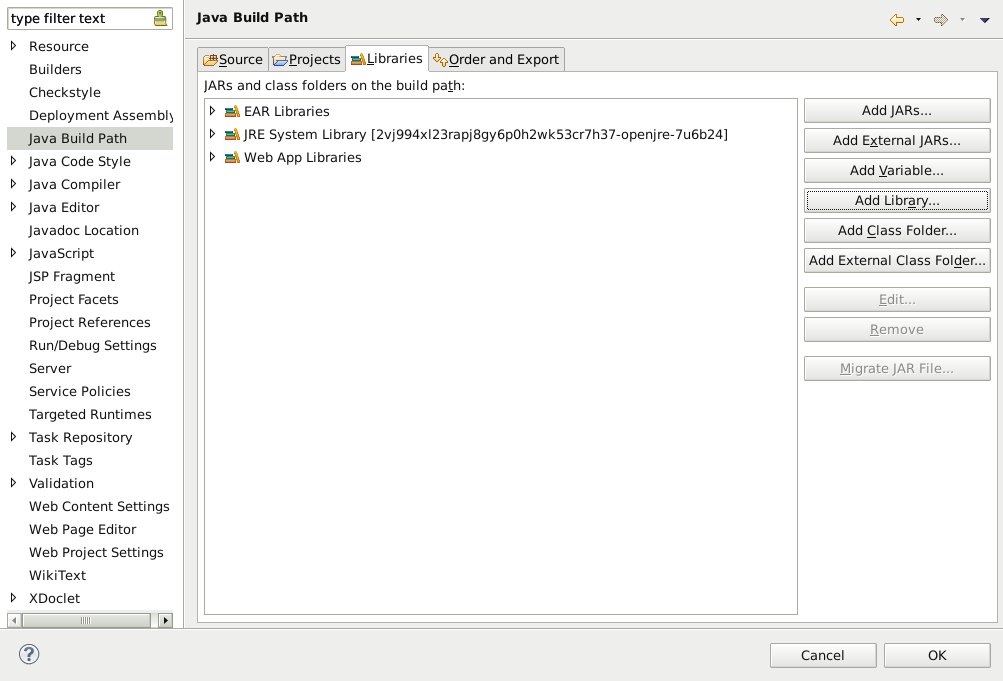 type filter text
Resource
Builders
Checkstyle
Deployment Assembly
Java Build Path
Java Code Style
Java Compiler
Java Editor
Javadoc Location
JavaScript
JSP Fragment
Project Facets
Project References
Run/Debug Settings
Server
Service Policies
Targeted Runtimes
Task Repository
Task Tags
Validation
Web Content Settings
Web Page Editor
Web Project Settings
WikiText
XDoclet
Java Build Path
Source Projects Libraries Order and Export
JARs and class folders on the build path:
EAR Libraries
JRE System Library [2vj994xl23rapj8gy6p0h2wk53cr7h37-openjre-7u6b24]
Web App Libraries
Add JARs...
Add External JARs...
Add Variable...
Add Library...
Add Class Folder...
Add External Class Folder...
Edit...
Remove
Migrate JAR File...
?
Cancel OK